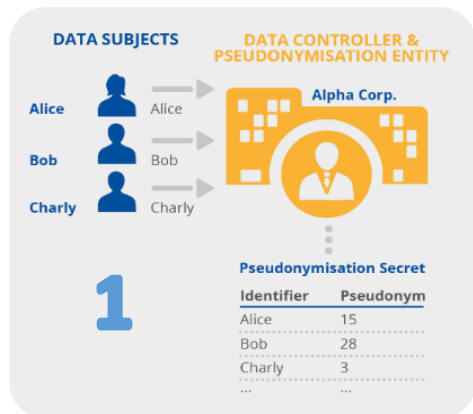 DATA SUBJECTS
DATA CONTROLLER &
PSEUDONYMISATION ENTITY
Alpha Corp.
Alice Alice
Bob Bob
Charly Charly
1
Pseudonymisation Secret
Identifier Pseudonym
Alice 15
Bob 28
Charly 3
... ...